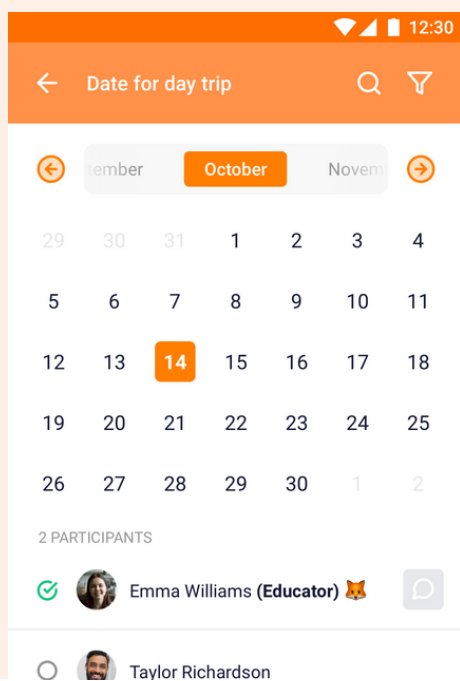 12:30
Date for day trip
tember October Novem
29 30 31 1 2 3 4
5 6 7 8 9 10 11
12 13 14 15 16 17 18
19 20 21 22 23 24 25
26 27 28 29 30 1 2
2 PARTICIPANTS
Emma Williams (Educator) 🦊
Taylor Richardson